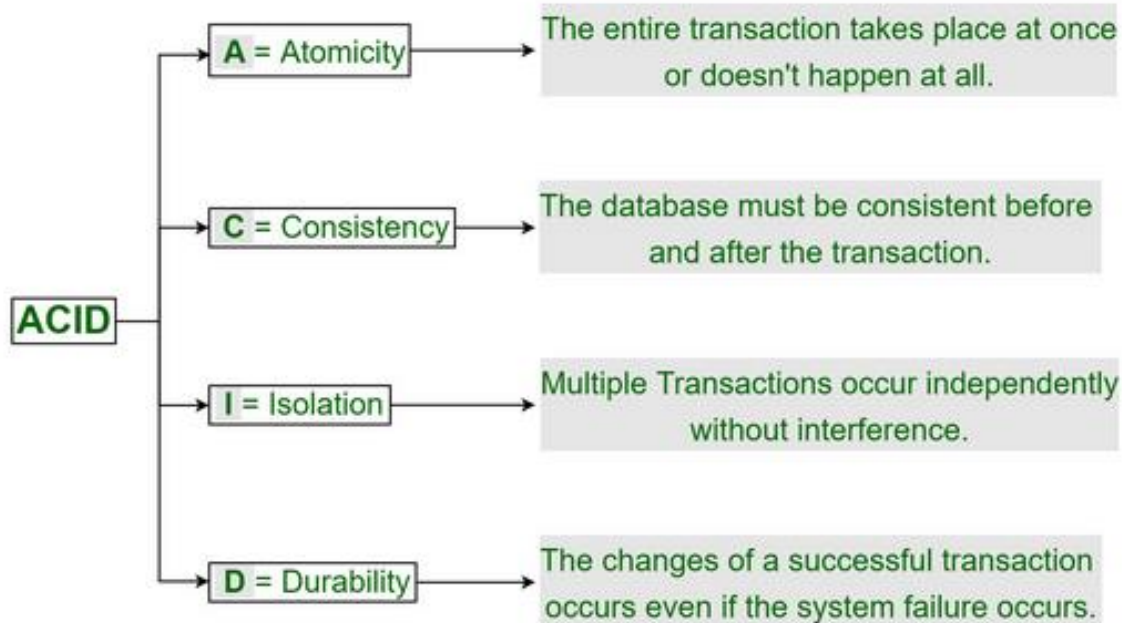 ACID
A = Atomicity
The entire transaction takes place at once
or doesn't happen at all.
C = Consistency
The database must be consistent before
and after the transaction.
I = Isolation
Multiple Transactions occur independently
without interference.
D = Durability
The changes of a successful transaction
occurs even if the system failure occurs.